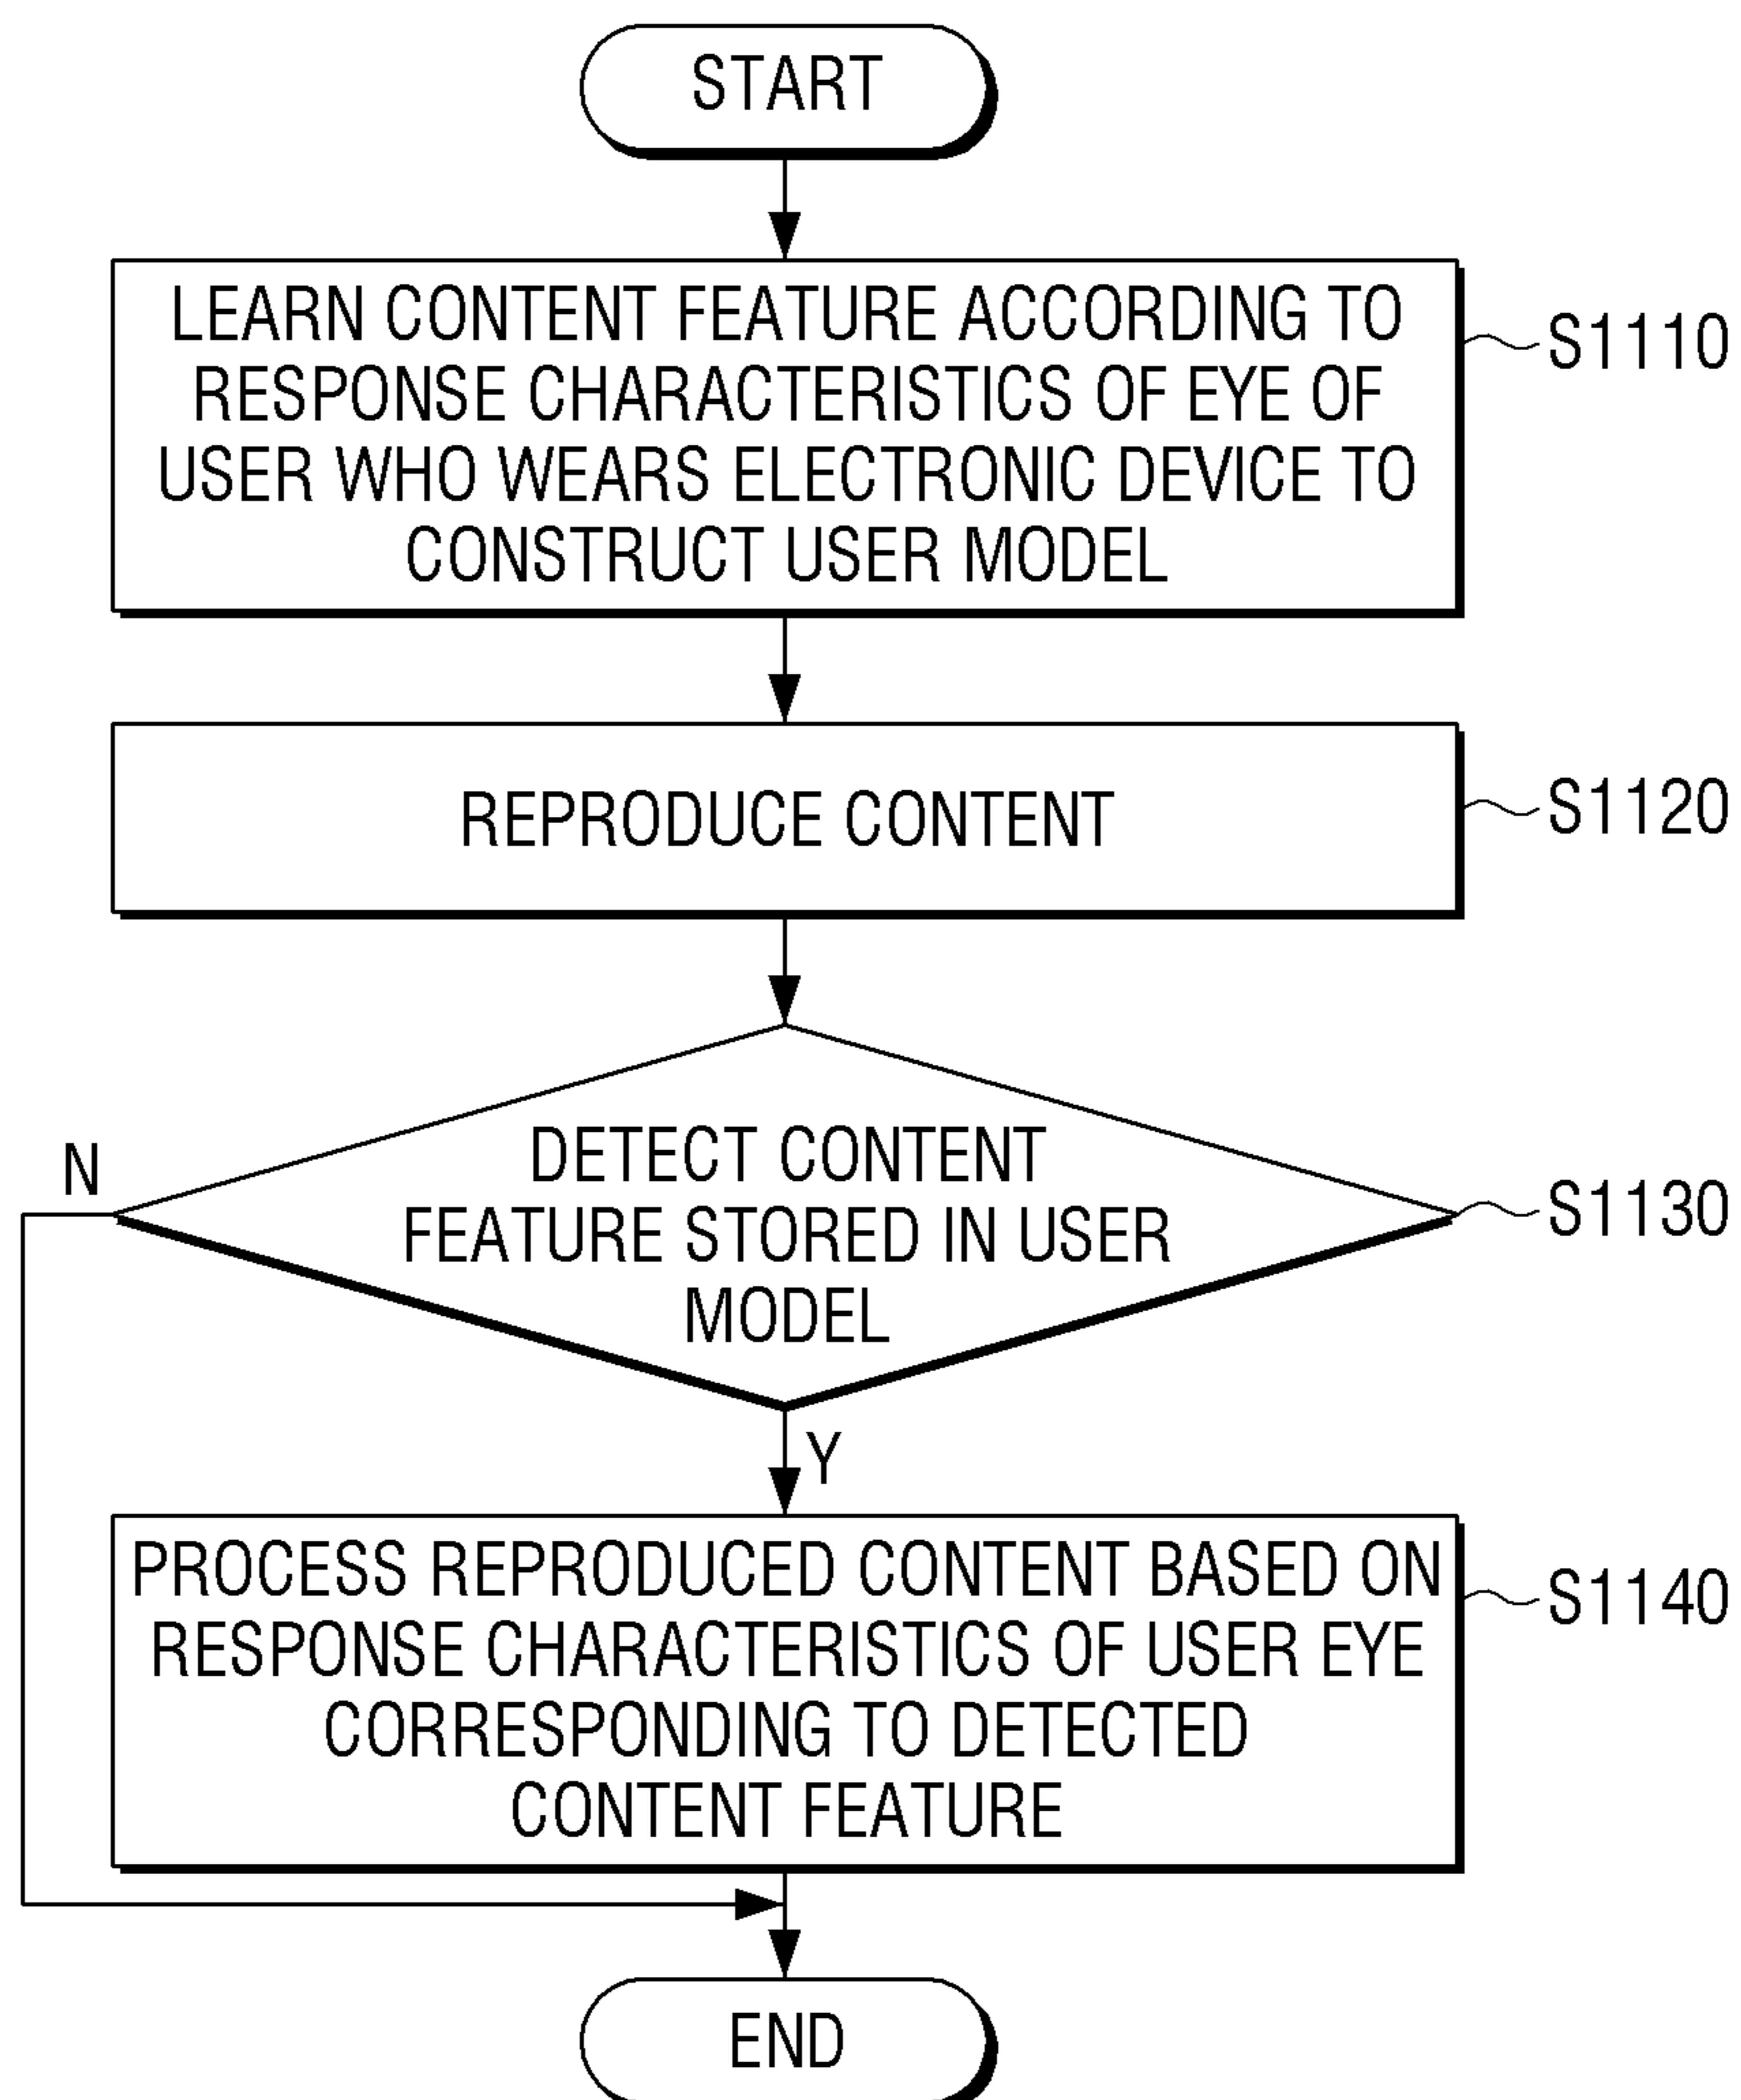 START
LEARN CONTENT FEATURE ACCORDING TO
RESPONSE CHARACTERISTICS OF EYE OF
USER WHO WEARS ELECTRONIC DEVICE TO
CONSTRUCT USER MODEL
S1110
REPRODUCE CONTENT
S1120
DETECT CONTENT
FEATURE STORED IN USER
MODEL
S1130
N
Y
PROCESS REPRODUCED CONTENT BASED ON
RESPONSE CHARACTERISTICS OF USER EYE
CORRESPONDING TO DETECTED
CONTENT FEATURE
S1140
END